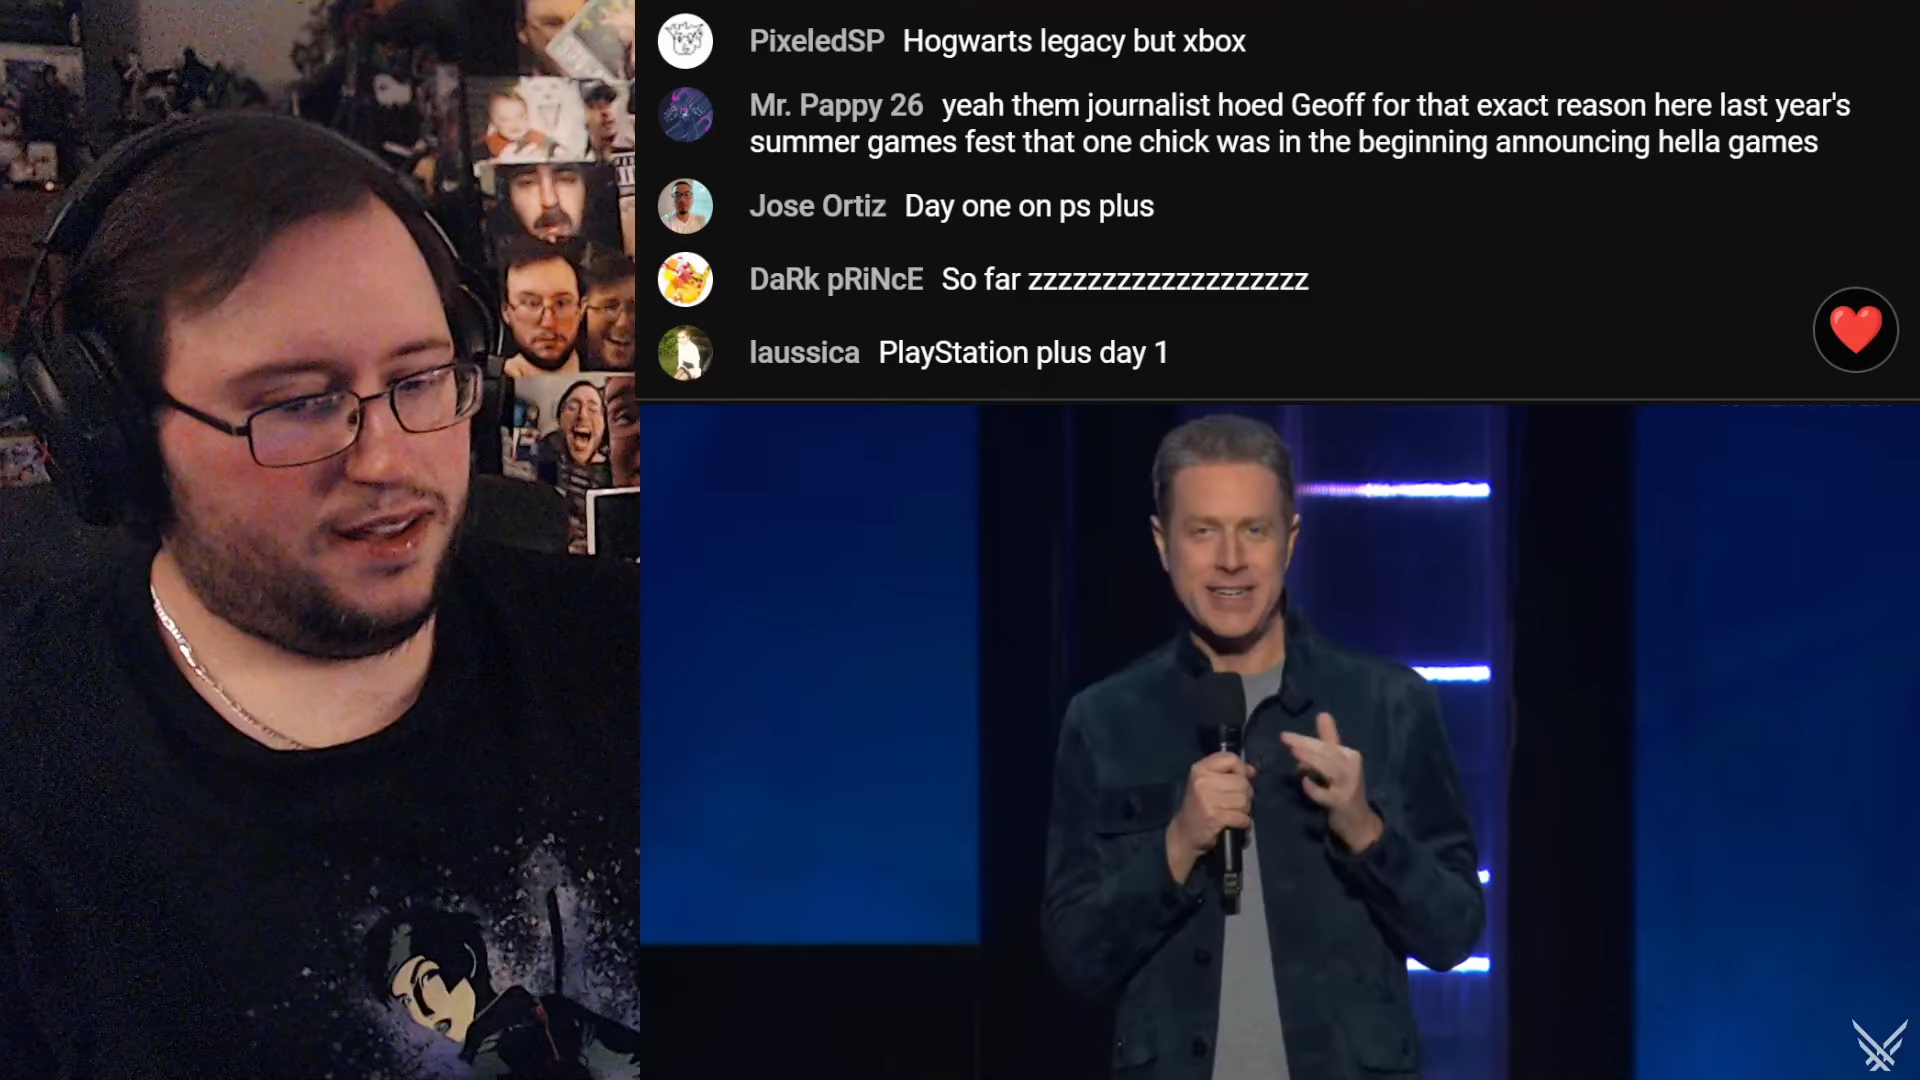 PixeledSP Hogwarts legacy but xbox
Mr. Pappy 26 yeah them journalist hoed Geoff for that exact reason here last year's
summer games fest that one chick was in the beginning announcing hella games
Jose Ortiz Day one on ps plus
DaRk pRiNcE So far zzzzzzzzzzzzzzzzzzz
laussica PlayStation plus day 1